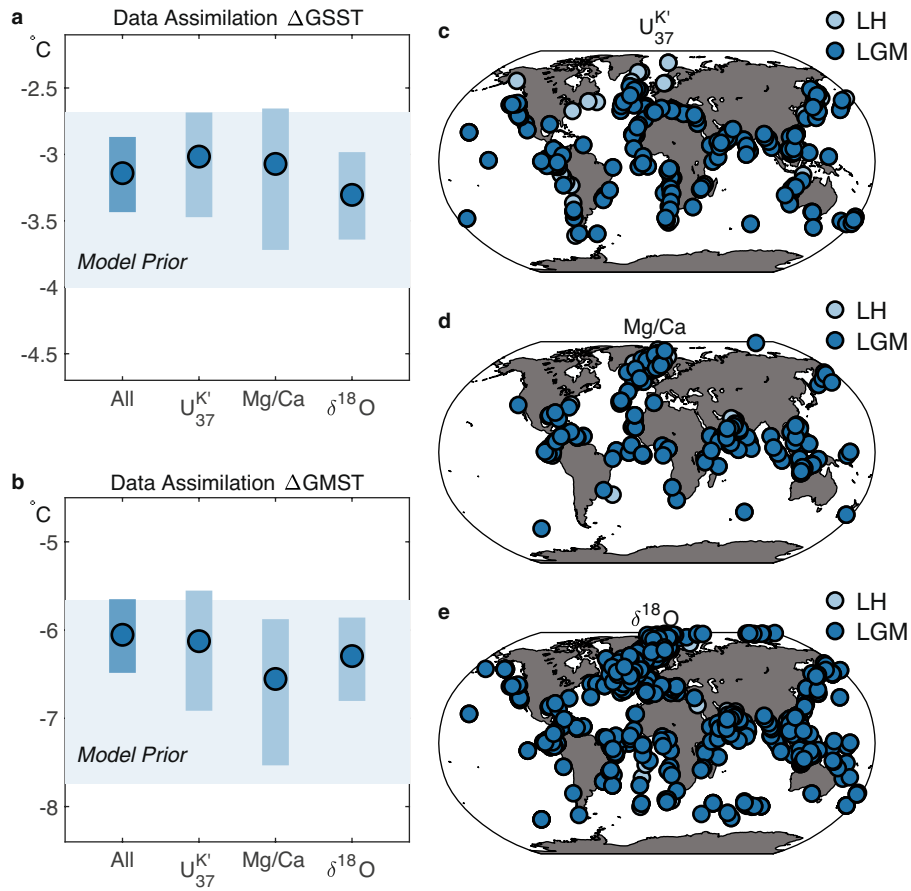 a
Data Assimilation ΔGSST
°C
-2.5
-3
-3.5
-4
-4.5
Model Prior
All
U37K'
Mg/Ca
δ18O
b
Data Assimilation ΔGMST
°C
-5
-6
-7
-8
Model Prior
All
U37K'
Mg/Ca
δ18O
c
U37K'
LH
LGM
d
Mg/Ca
LH
LGM
e
δ18O
LH
LGM